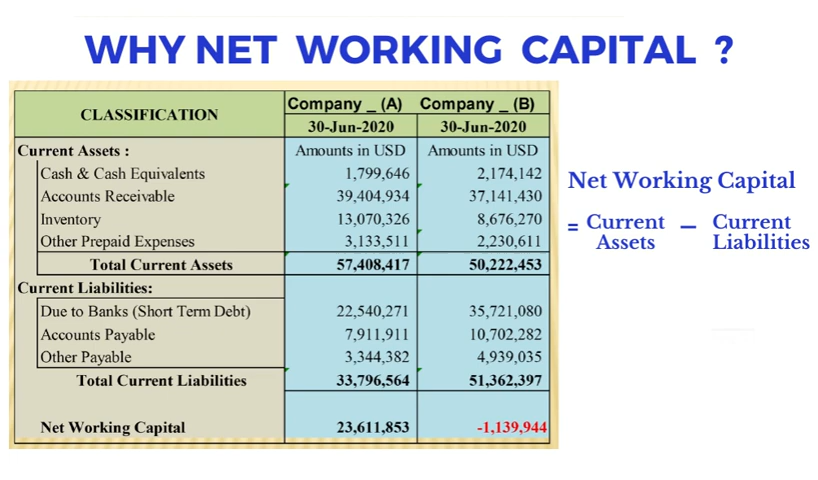 WHY NET WORKING CAPITAL ?
CLASSIFICATION Company _ (A) Company _ (B)
30-Jun-2020 30-Jun-2020
Current Assets : Amounts in USD Amounts in USD
Cash & Cash Equivalents 1,799,646 2,174,142
Accounts Receivable 39,404,934 37,141,430
Inventory 13,070,326 8,676,270
Other Prepaid Expenses 3,133,511 2,230,611
Total Current Assets 57,408,417 50,222,453
Current Liabilities:
Due to Banks (Short Term Debt) 22,540,271 35,721,080
Accounts Payable 7,911,911 10,702,282
Other Payable 3,344,382 4,939,035
Total Current Liabilities 33,796,564 51,362,397
Net Working Capital 23,611,853 -1,139,944
Net Working Capital
= Current Assets – Current Liabilities